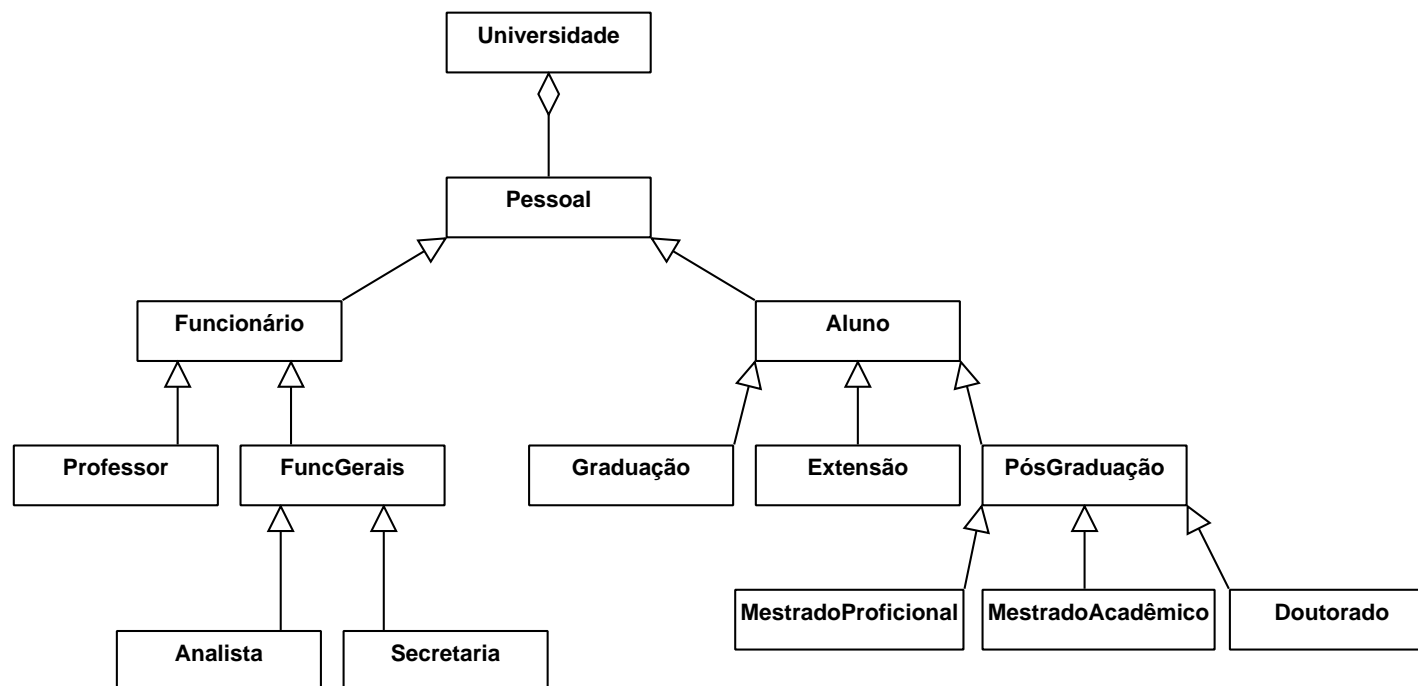 Universidade
Pessoal
Funcionário
Aluno
Professor
FuncGerais
Graduação
Extensão
PósGraduação
MestradoProficional
MestradoAcadêmico
Doutorado
Analista
Secretaria